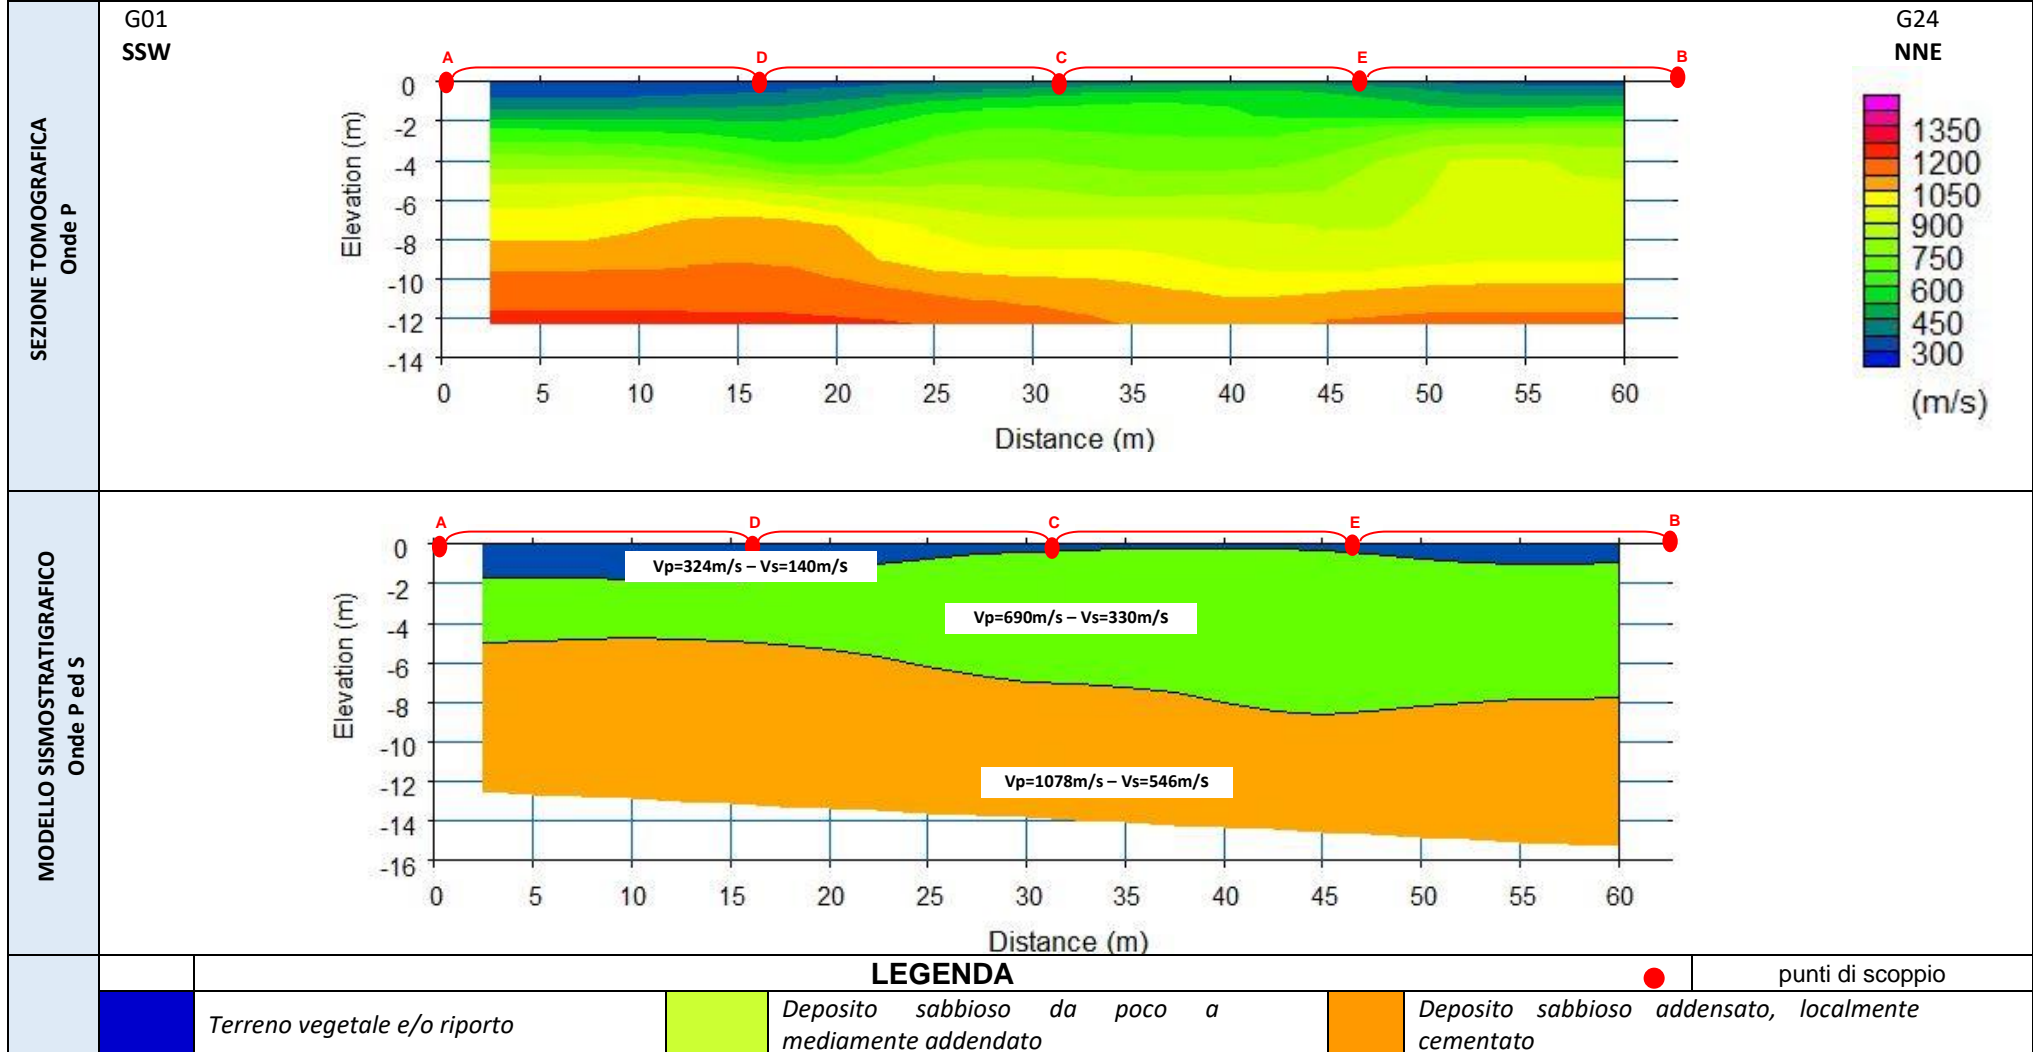 G01
SSW
G24
NNE
SEZIONE TOMOGRAFICA
Onde P
A
D
C
E
B
0
-2
-4
-6
-8
-10
-12
-14
Elevation (m)
0 5 10 15 20 25 30 35 40 45 50 55 60
Distance (m)
1350
1200
1050
900
750
600
450
300
(m/s)
MODELLO SISMOSTRATIGRAFICO
Onde P ed S
A
D
C
E
B
0
-2
-4
-6
-8
-10
-12
-14
-16
Elevation (m)
Vp=324m/s – Vs=140m/s
Vp=690m/s – Vs=330m/s
Vp=1078m/s – Vs=546m/s
0 5 10 15 20 25 30 35 40 45 50 55 60
Distance (m)
LEGENDA
punti di scoppio
Terreno vegetale e/o riporto
Deposito sabbioso da poco a
mediamente addendato
Deposito sabbioso addensato, localmente
cementato